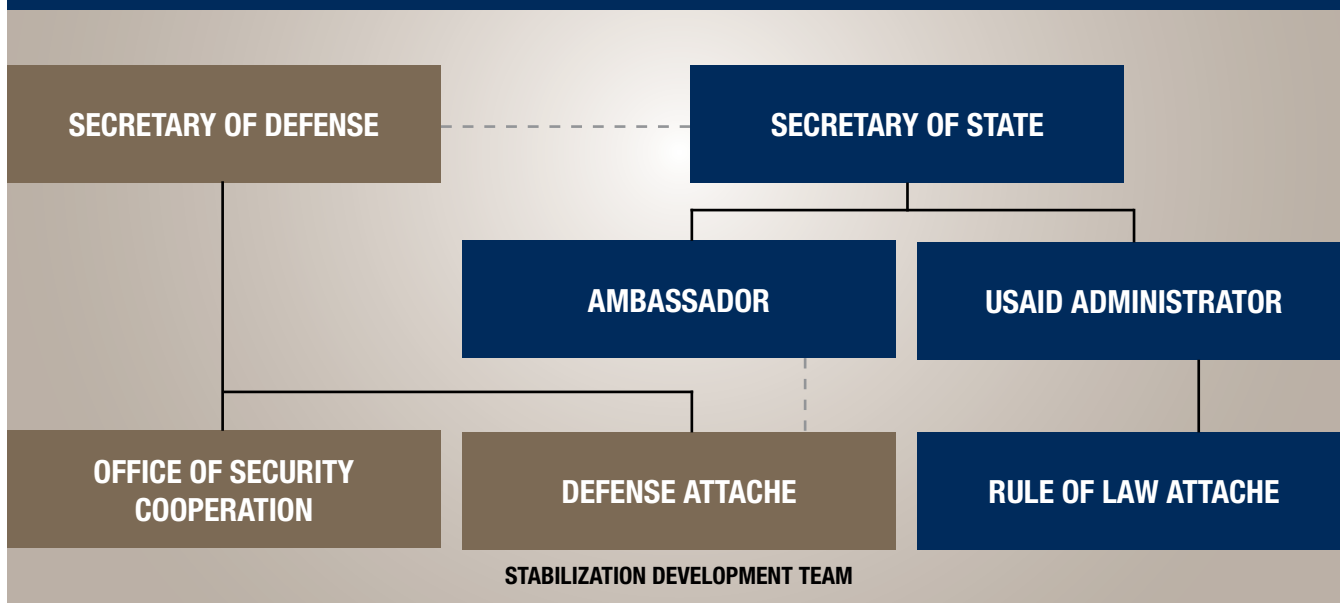 SECRETARY OF DEFENSE
SECRETARY OF STATE
AMBASSADOR
USAID ADMINISTRATOR
OFFICE OF SECURITY
COOPERATION
DEFENSE ATTACHE
RULE OF LAW ATTACHE
STABILIZATION DEVELOPMENT TEAM